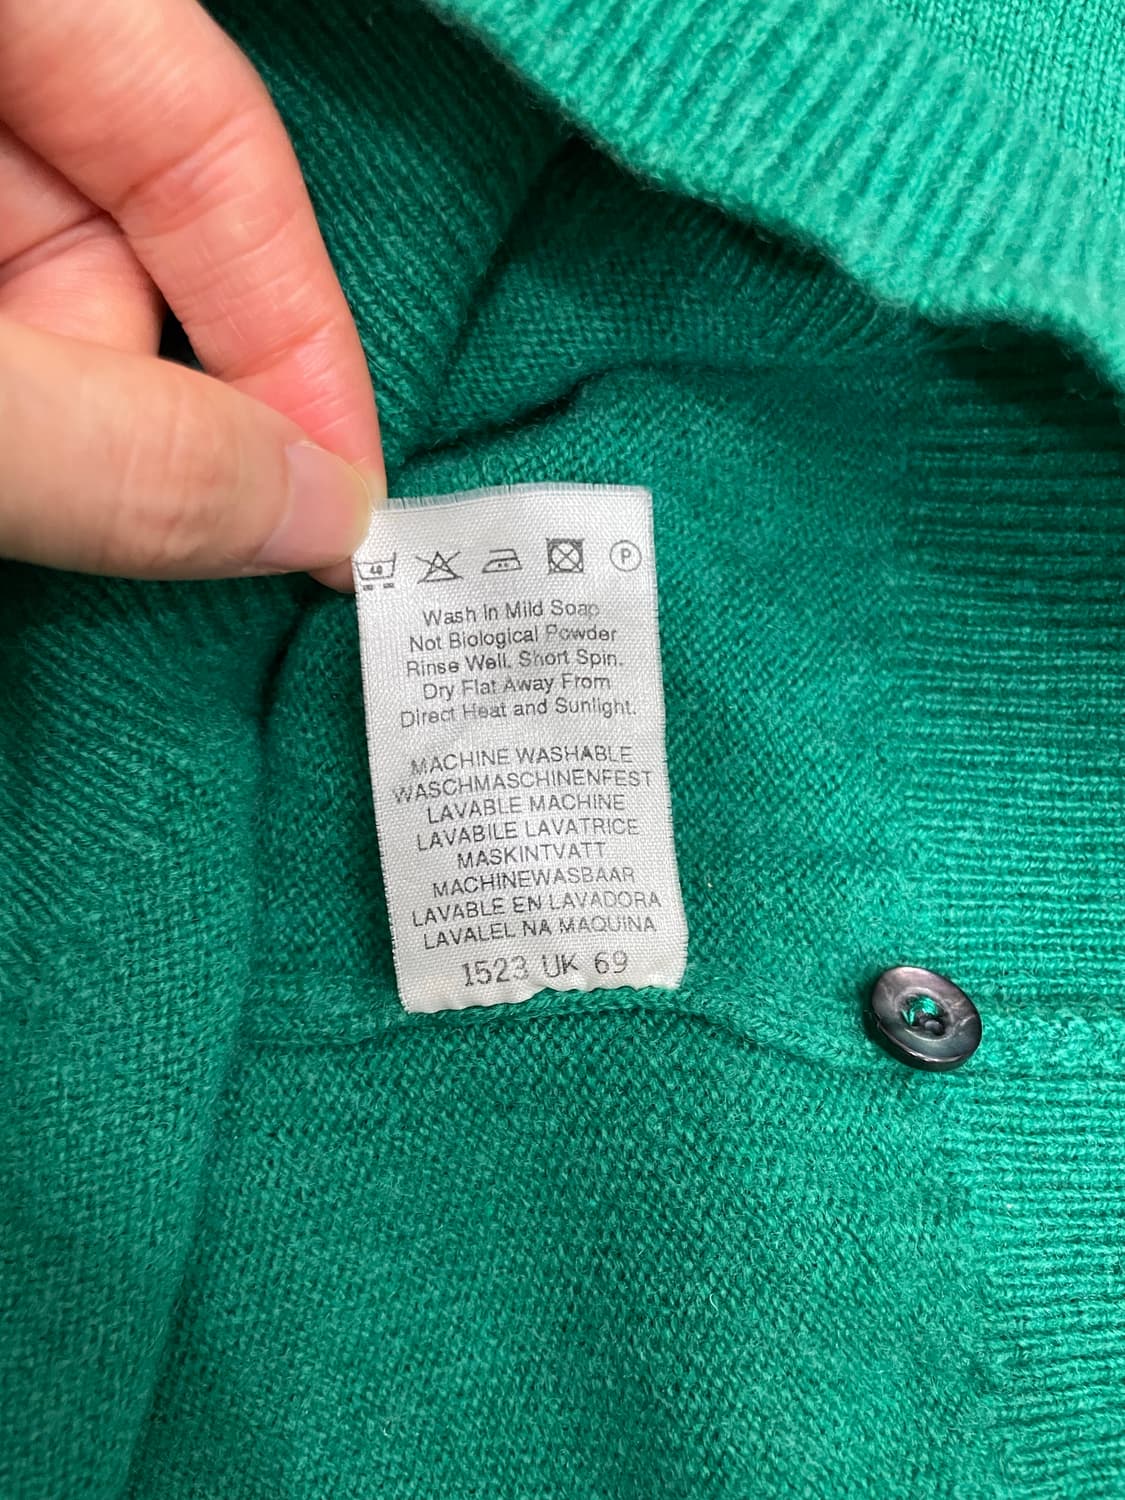 40
P
Wash In Mild Soap
Not Biological Powder
Rinse Well. Short Spin.
Dry Flat Away From
Direct Heat and Sunlight.
MACHINE WASHABLE
WASCHMASCHINENFEST
LAVABLE MACHINE
LAVABILE LAVATRICE
MASKINTVATT
MACHINEWASBAAR
LAVABLE EN LAVADORA
LAVALEL NA MAQUINA
1523 UK 69